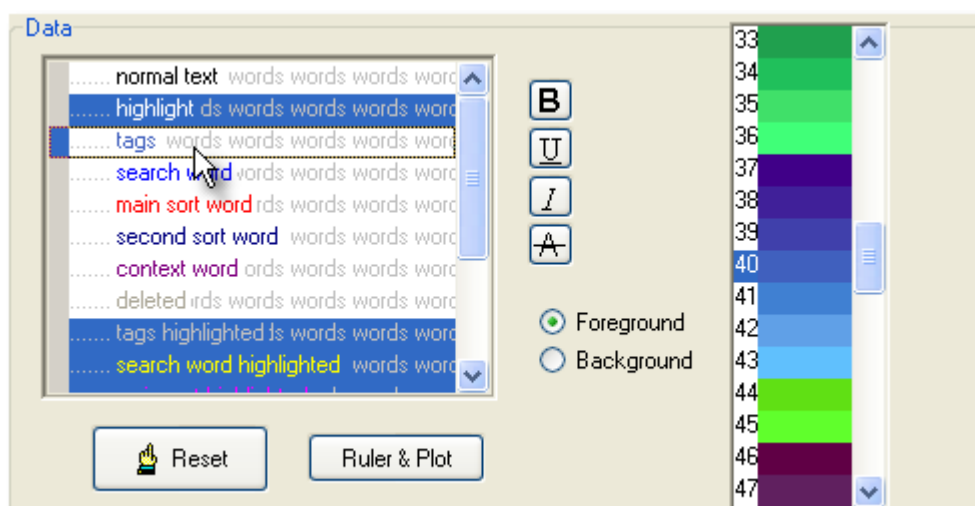 Data
....... normal text words words words word
....... highlight ds words words words word
....... tags words words words word
....... search word words words word
....... main sort word rds words words word
....... second sort word words words word
....... context word ords words words word
....... deleted rds words words words word
....... tags highlighted ls words words word
....... search word highlighted words word
B
U
I
A
Foreground
Background
Reset
Ruler & Plot
33
34
35
36
37
38
39
40
41
42
43
44
45
46
47